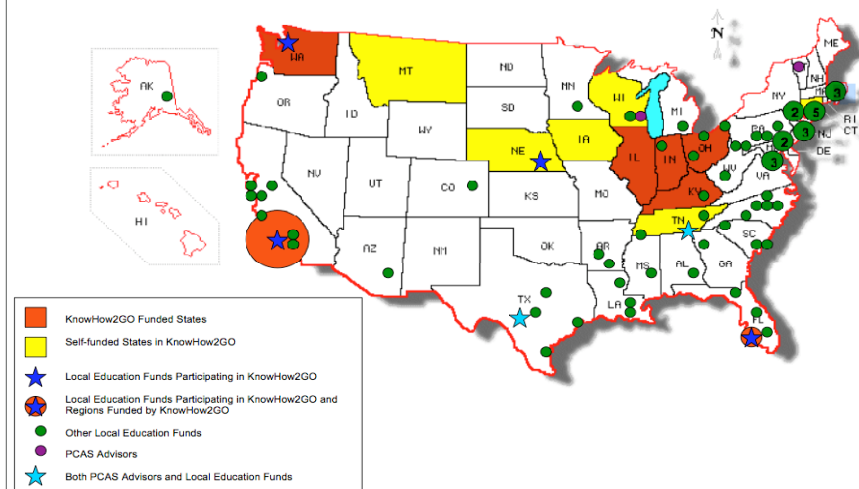 N
ME
WA
MT
ND
MN
NH
AK
OR
ID
SD
WI
MI
NY
MA
3
2
5
RI
CT
WY
IA
PA
NJ
3
NE
IL
IN
OH
2
DE
NV
UT
CO
WV
VA
3
HI
KS
MO
KY
TN
AZ
NM
OK
AR
SC
MS
AL
GA
TX
LA
FL
KnowHow2GO Funded States
Self-funded States in KnowHow2GO
Local Education Funds Participating in KnowHow2GO
Local Education Funds Participating in KnowHow2GO and
Regions Funded by KnowHow2GO
Other Local Education Funds
PCAS Advisors
Both PCAS Advisors and Local Education Funds